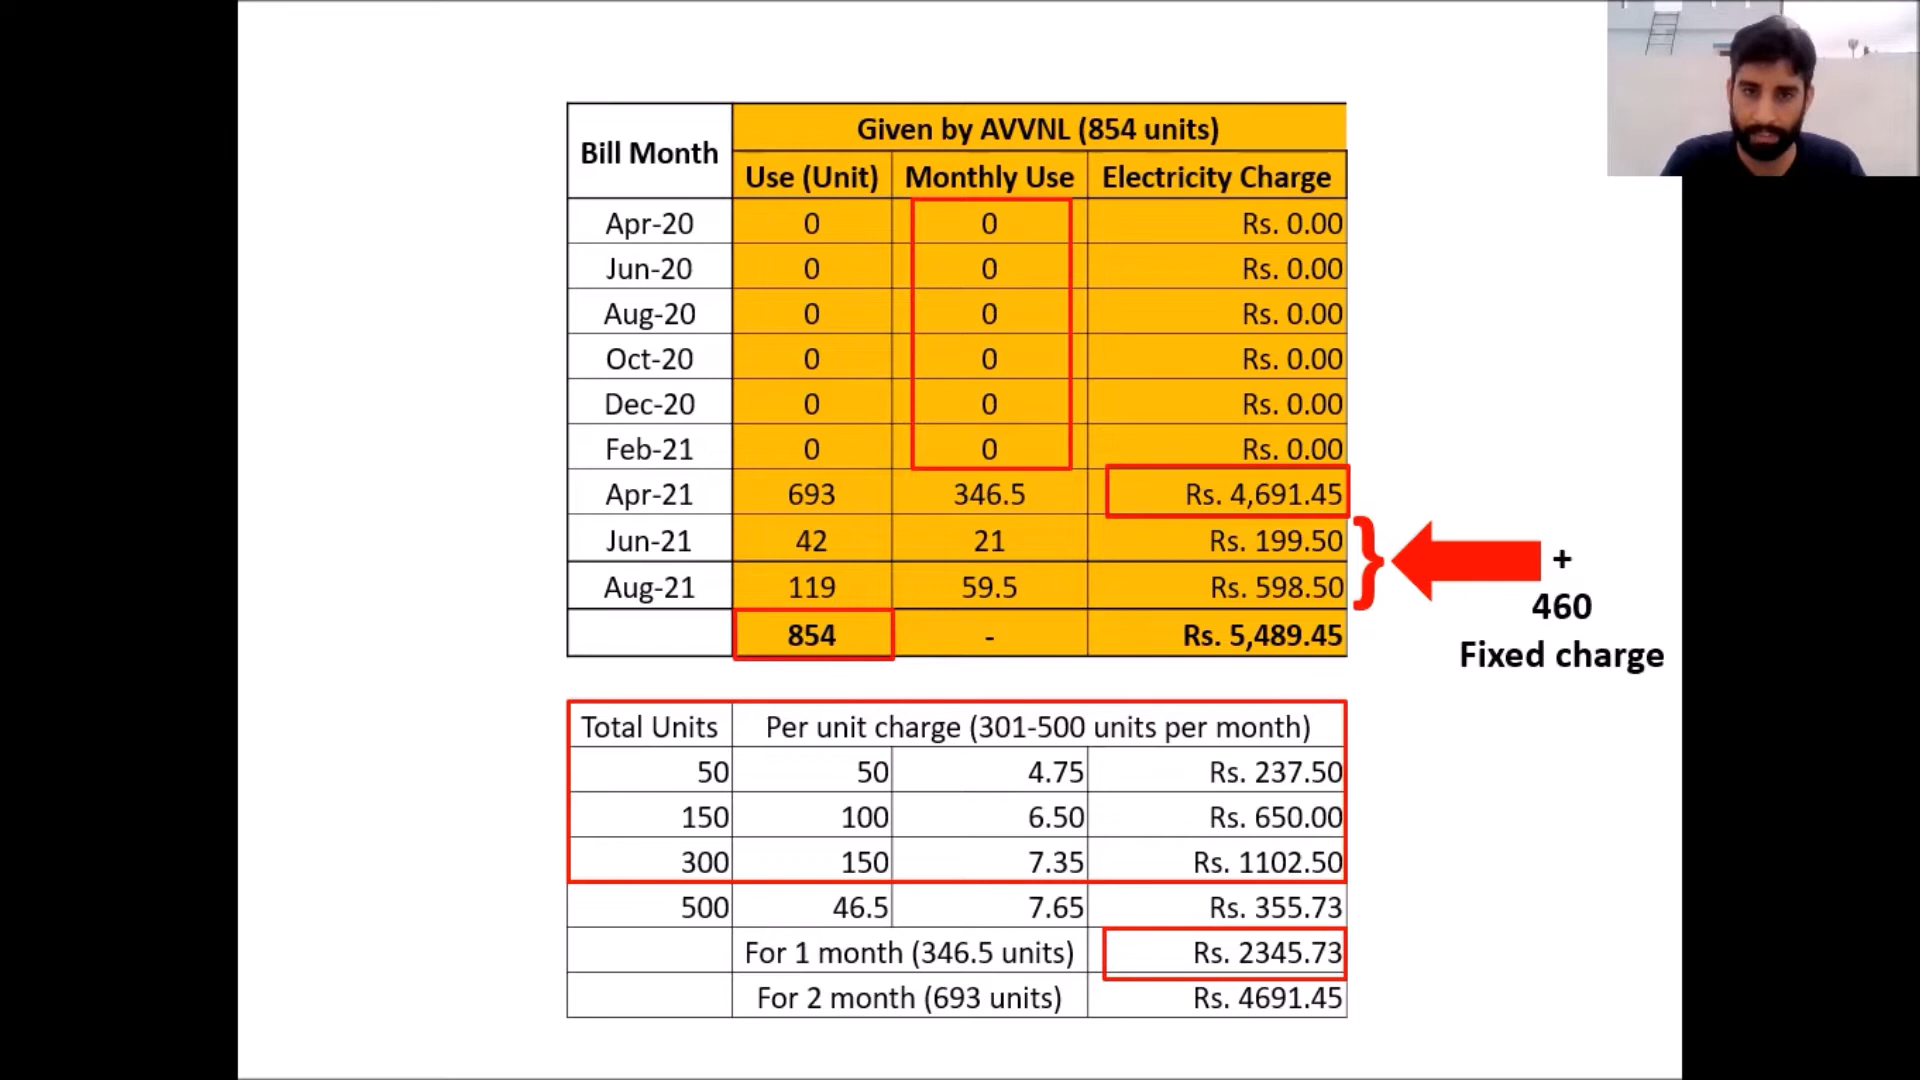 Bill Month
Given by AVVNL (854 units)
Use (Unit) Monthly Use Electricity Charge
Apr-20 0 0 Rs. 0.00
Jun-20 0 0 Rs. 0.00
Aug-20 0 0 Rs. 0.00
Oct-20 0 0 Rs. 0.00
Dec-20 0 0 Rs. 0.00
Feb-21 0 0 Rs. 0.00
Apr-21 693 346.5 Rs. 4,691.45
Jun-21 42 21 Rs. 199.50
Aug-21 119 59.5 Rs. 598.50
854 - Rs. 5,489.45
+
460
Fixed charge
Total Units Per unit charge (301-500 units per month)
50 50 4.75 Rs. 237.50
150 100 6.50 Rs. 650.00
300 150 7.35 Rs. 1102.50
500 46.5 7.65 Rs. 355.73
For 1 month (346.5 units) Rs. 2345.73
For 2 month (693 units) Rs. 4691.45